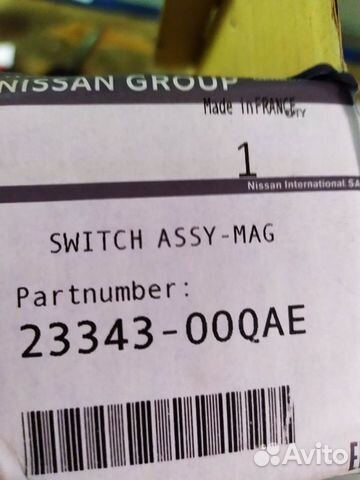 NISSAN GROUP
Made in FRANCE
QTY
1
Nissan International SA
SWITCH ASSY-MAG
Partnumber:
23343-00QAE
Avito